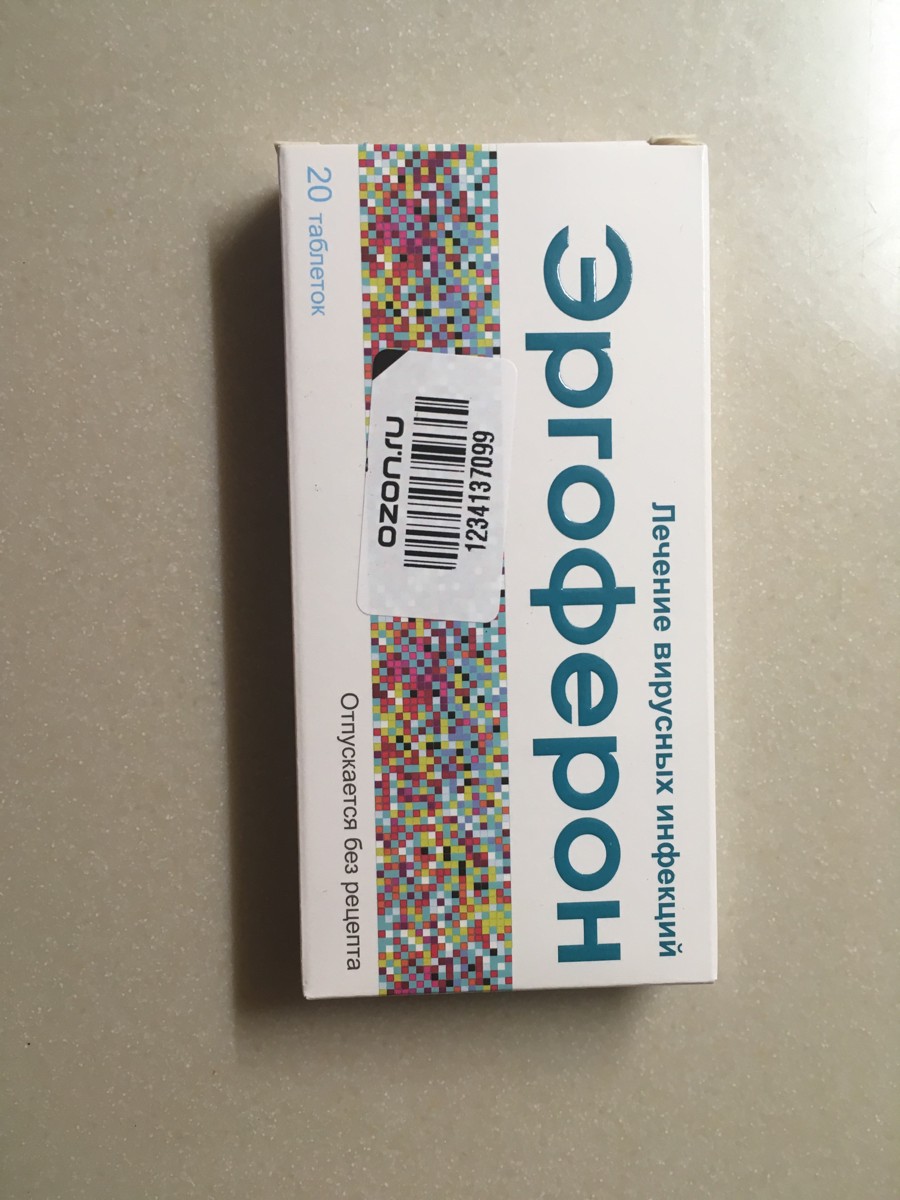 Лечение вирусных инфекций
Эргоферон
1234137099
ozon.ru
20 таблеток
Отпускается без рецепта